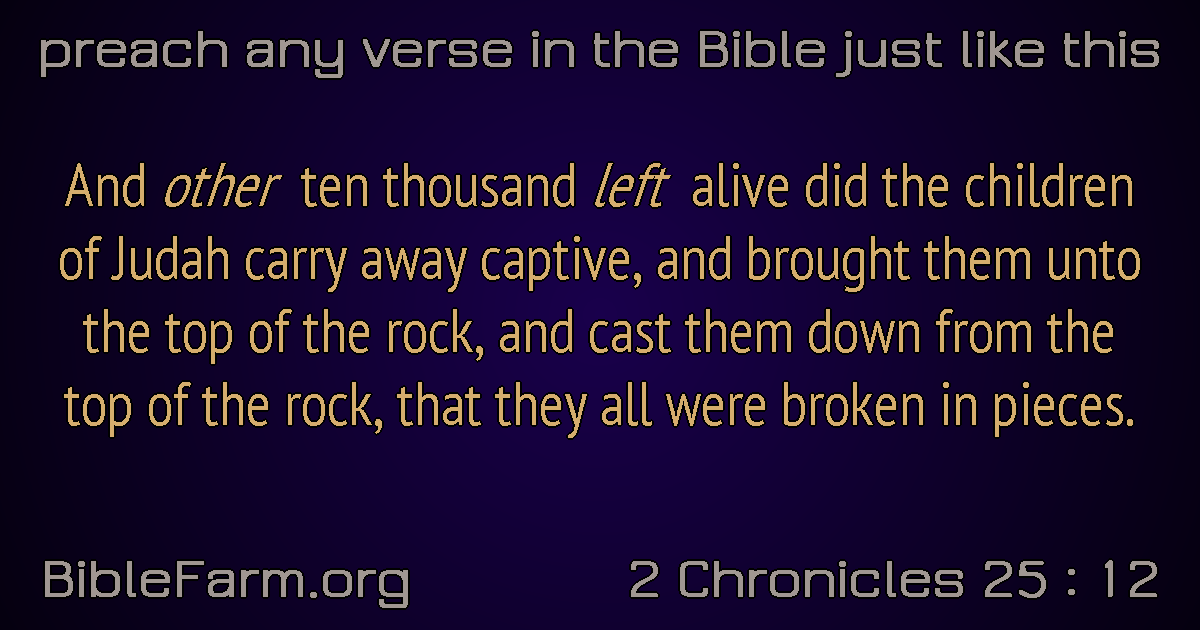 preach any verse in the Bible just like this
And other ten thousand left alive did the children
of Judah carry away captive, and brought them unto
the top of the rock, and cast them down from the
top of the rock, that they all were broken in pieces.
BibleFarm.org
2 Chronicles 25 : 12